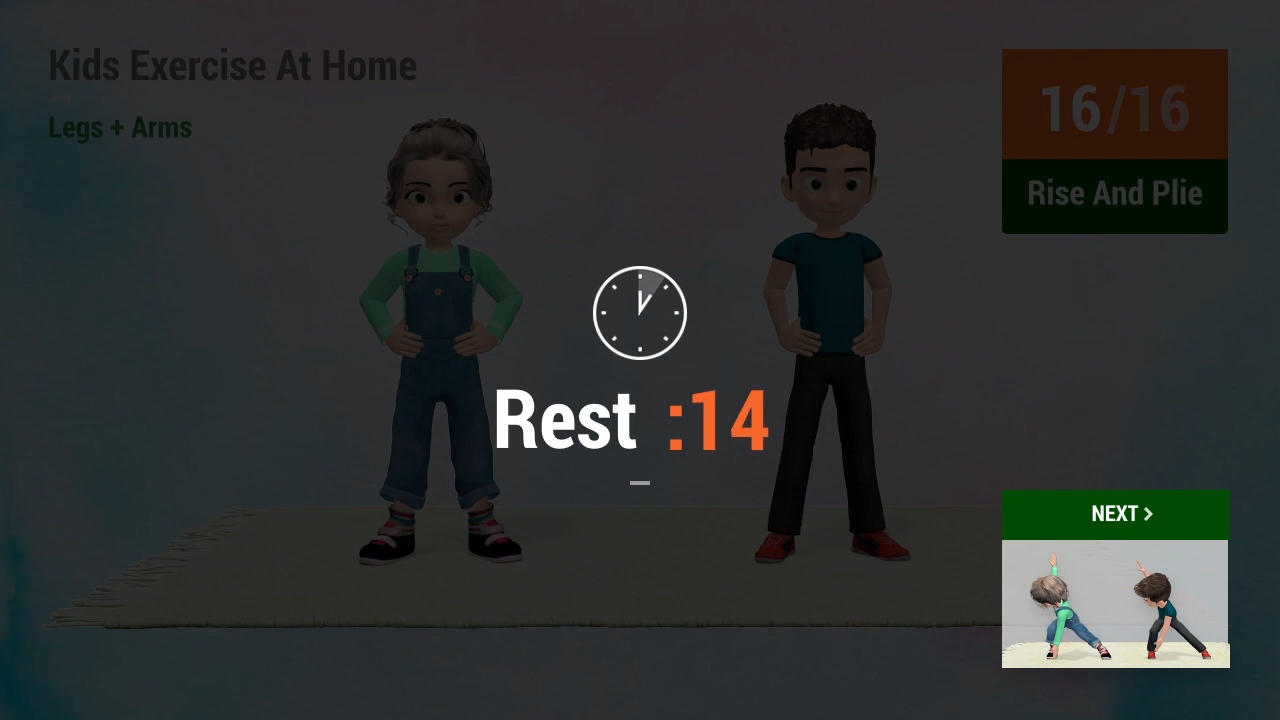 Kids Exercise At Home
Legs + Arms
16/16
Rise And Plie
Rest :14
NEXT >